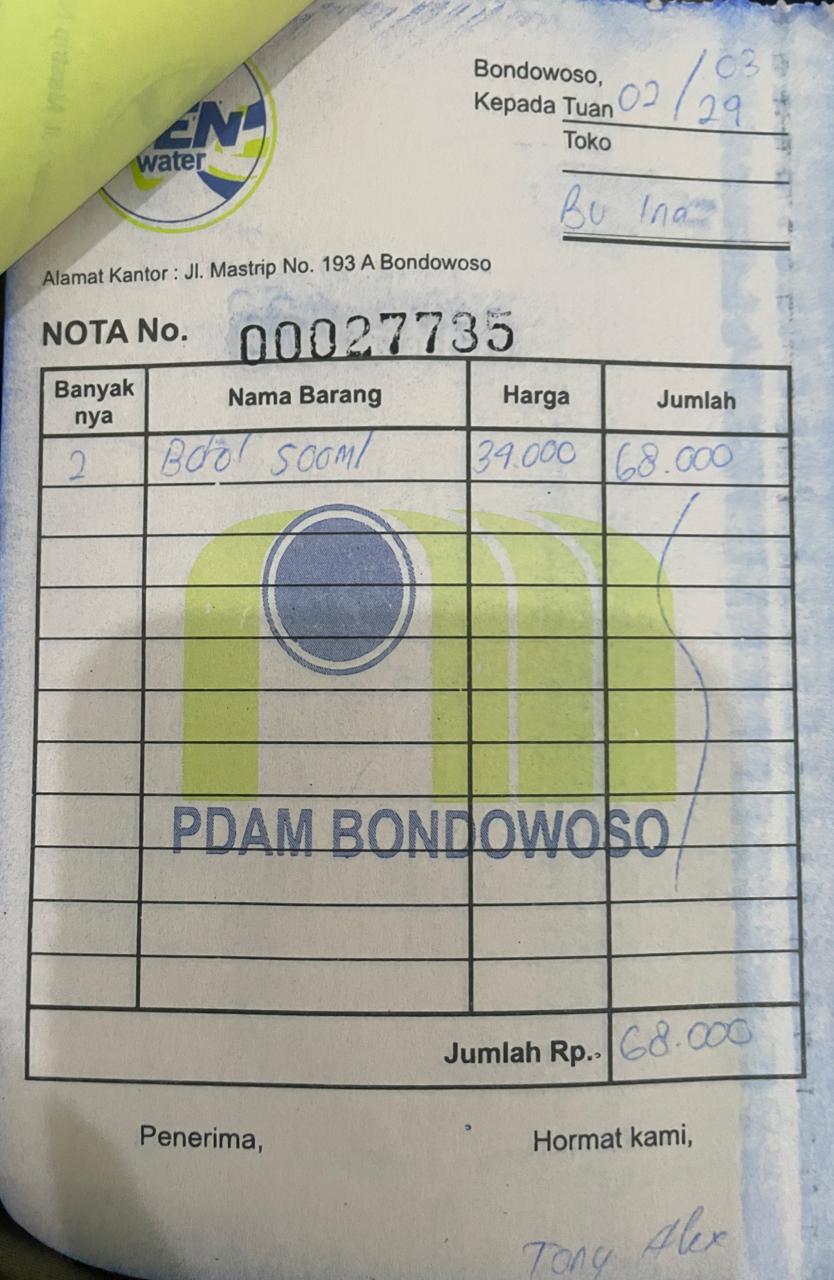 EN
water
Bondowoso, 03
Kepada Tuan 02 / 29
Toko
Bu Ina
Alamat Kantor : Jl. Mastrip No. 193 A Bondowoso
NOTA No. 00027735
Banyak nya Nama Barang Harga Jumlah
2 Botol 500ml 34.000 68.000
PDAM BONDOWOSO
Jumlah Rp. 68.000
Penerima, Hormat kami,
Tony Alex